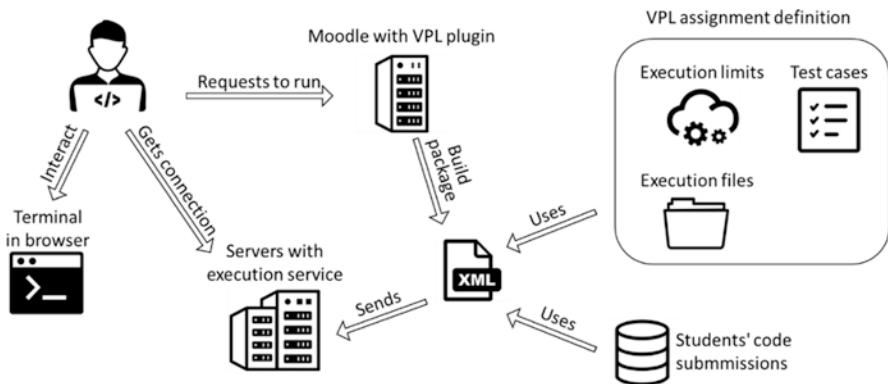 VPL assignment definition
Moodle with VPL plugin
Requests to run
Execution limits
Test cases
</>
Interact
Gets connection
Build
package
Execution files
Terminal
in browser
Servers with
execution service
Uses
XML
Sends
Uses
Students' code
submmissions